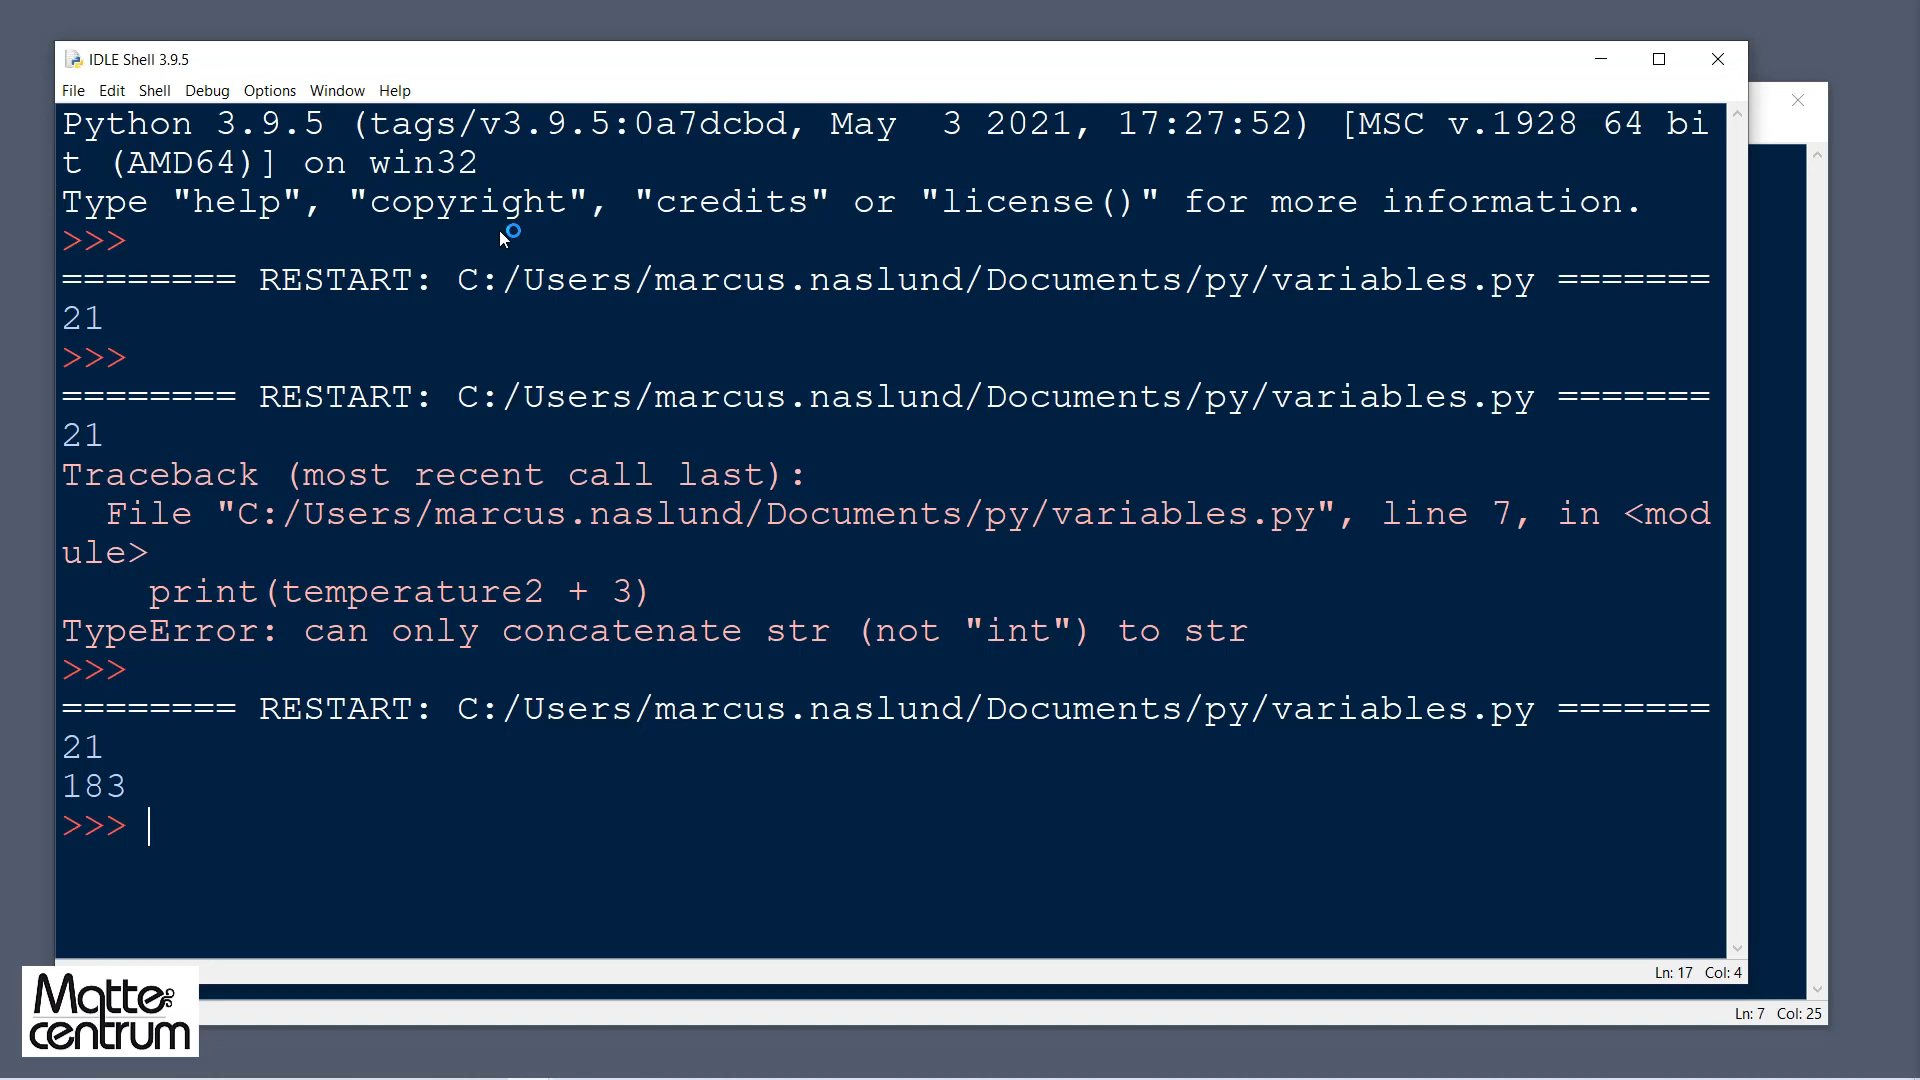 IDLE Shell 3.9.5
File Edit Shell Debug Options Window Help
Python 3.9.5 (tags/v3.9.5:0a7dcbd, May  3 2021, 17:27:52) [MSC v.1928 64 bi
t (AMD64)] on win32
Type "help", "copyright", "credits" or "license()" for more information.
>>>
======== RESTART: C:/Users/marcus.naslund/Documents/py/variables.py =======
21
>>>
======== RESTART: C:/Users/marcus.naslund/Documents/py/variables.py =======
21
Traceback (most recent call last):
  File "C:/Users/marcus.naslund/Documents/py/variables.py", line 7, in <mod
ule>
    print(temperature2 + 3)
TypeError: can only concatenate str (not "int") to str
>>>
======== RESTART: C:/Users/marcus.naslund/Documents/py/variables.py =======
21
183
>>>
Ln: 17 Col: 4
Ln: 7 Col: 25
Matte
centrum